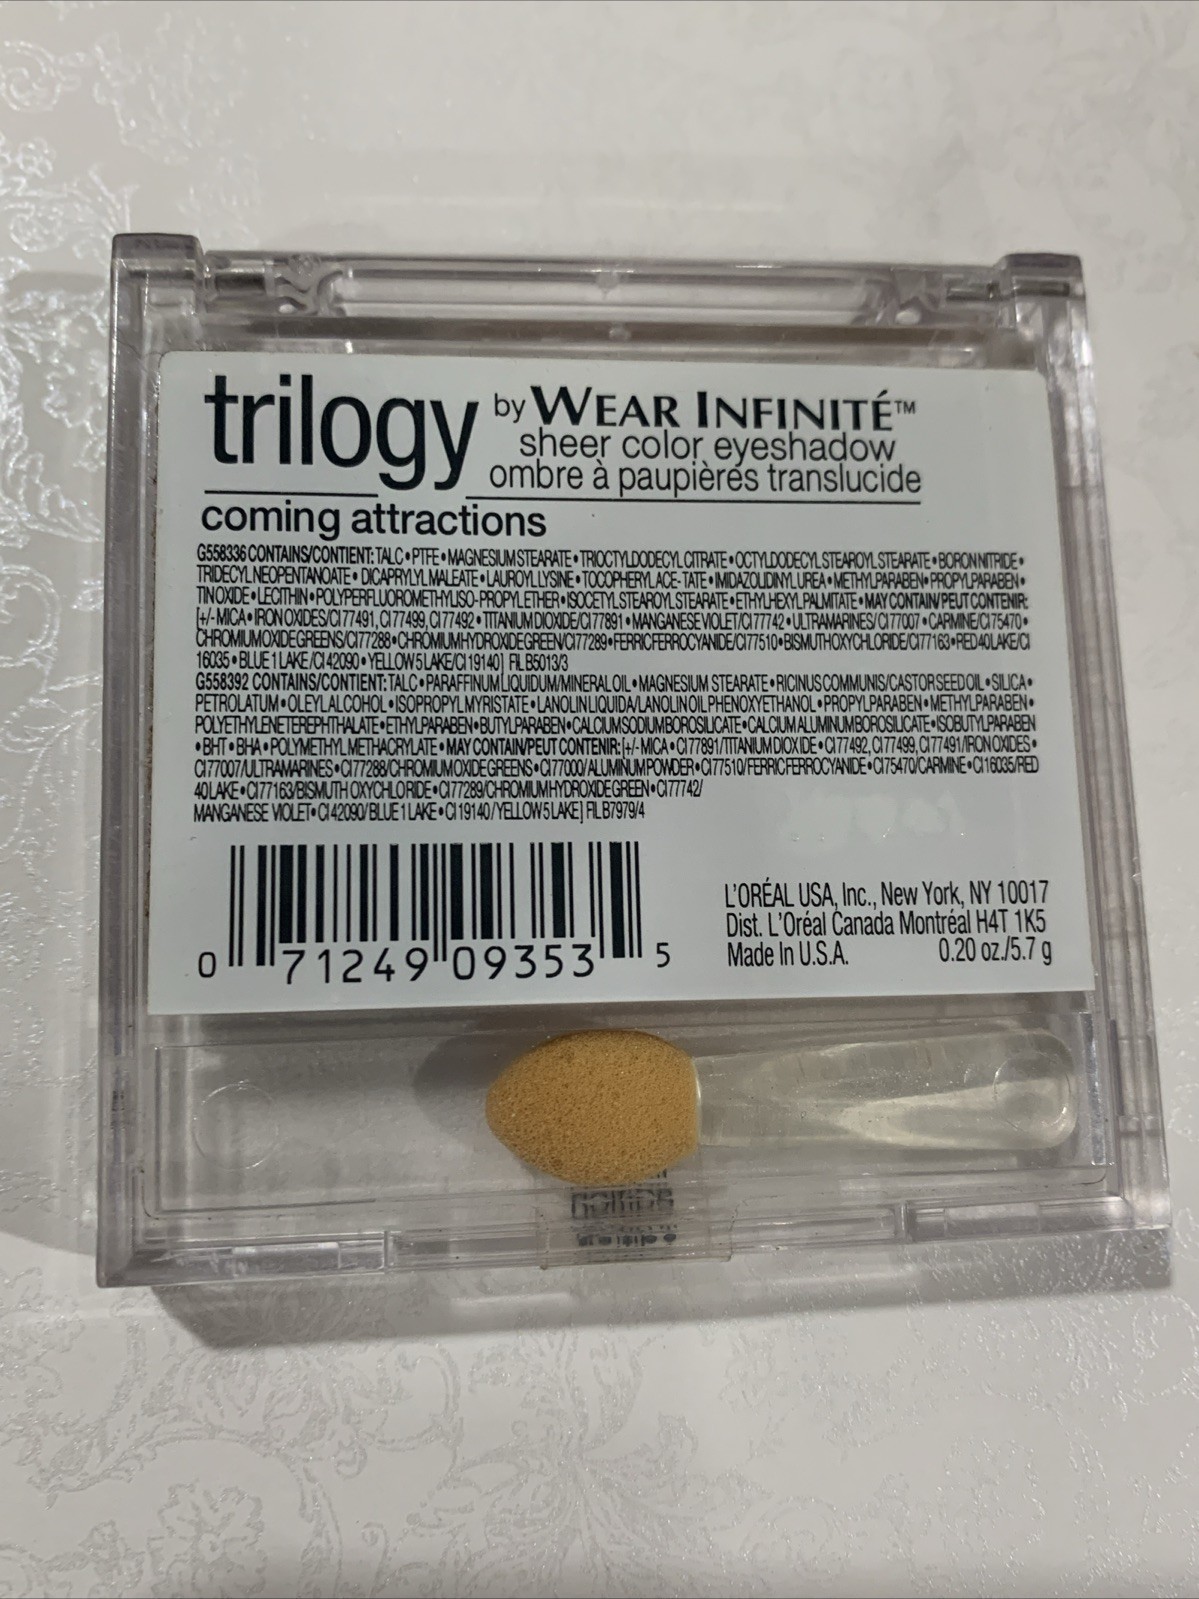 trilogy by WEAR INFINITÉ™
sheer color eyeshadow
ombre à paupières translucide
coming attractions
G558336 CONTAINS/CONTIENT: TALC • PTFE • MAGNESIUM STEARATE • TRIOCTYLDODECYL CITRATE • OCTYLDODECYL STEAROYL STEARATE • BORON NITRIDE •
TRIDECYL NEOPENTANOATE • DICAPRYLYL MALEATE • LAUROYL LYSINE • TOCOPHERYL ACE-TATE • IMIDAZOLIDINYL UREA • METHYLPARABEN • PROPYLPARABEN •
TIN OXIDE • LECITHIN • POLYPERFLUOROMETHYLISO-PROPYL ETHER • ISOCETYL STEAROYL STEARATE • ETHYLHEXYL PALMITATE • MAY CONTAIN/PEUT CONTENIR:
[+/- MICA • IRON OXIDES/CI 77491, CI 77499, CI 77492 • TITANIUM DIOXIDE/CI 77891 • MANGANESE VIOLET/CI 77742 • ULTRAMARINES/CI 77007 • CARMINE/CI 75470 •
CHROMIUM OXIDE GREENS/CI 77288 • CHROMIUM HYDROXIDE GREEN/CI 77289 • FERRIC FERROCYANIDE/CI 77510 • BISMUTH OXYCHLORIDE/CI 77163 • RED 40 LAKE/CI
16035 • BLUE 1 LAKE/CI 42090 • YELLOW 5 LAKE/CI 19140] FIL B5013/3
G558392 CONTAINS/CONTIENT: TALC • PARAFFINUM LIQUIDUM/MINERAL OIL • MAGNESIUM STEARATE • RICINUS COMMUNIS/CASTOR SEED OIL • SILICA •
PETROLATUM • OLEYL ALCOHOL • ISOPROPYL MYRISTATE • LANOLIN LIQUIDA/LANOLIN OIL PHENOXYETHANOL • PROPYLPARABEN • METHYLPARABEN •
POLYETHYLENE TEREPHTHALATE • ETHYLPARABEN • BUTYLPARABEN • CALCIUM SODIUM BOROSILICATE • CALCIUM ALUMINUM BOROSILICATE • ISOBUTYLPARABEN
• BHT • BHA • POLYMETHYL METHACRYLATE • MAY CONTAIN/PEUT CONTENIR: [+/- MICA • CI 77891/TITANIUM DIOXIDE • CI 77492, CI 77499, CI 77491/IRON OXIDES •
CI 77007/ULTRAMARINES • CI 77288/CHROMIUM OXIDE GREENS • CI 77000/ALUMINUM POWDER • CI 77510/FERRIC FERROCYANIDE • CI 75470/CARMINE • CI 16035/RED
40 LAKE • CI 77163/BISMUTH OXYCHLORIDE • CI 77289/CHROMIUM HYDROXIDE GREEN • CI 77742/
MANGANESE VIOLET • CI 42090/BLUE 1 LAKE • CI 19140/YELLOW 5 LAKE] FIL B7979/4
0 71249 09353 5
L'ORÉAL USA, Inc., New York, NY 10017
Dist. L'Oréal Canada Montréal H4T 1K5
Made In U.S.A. 0.20 oz./5.7 g